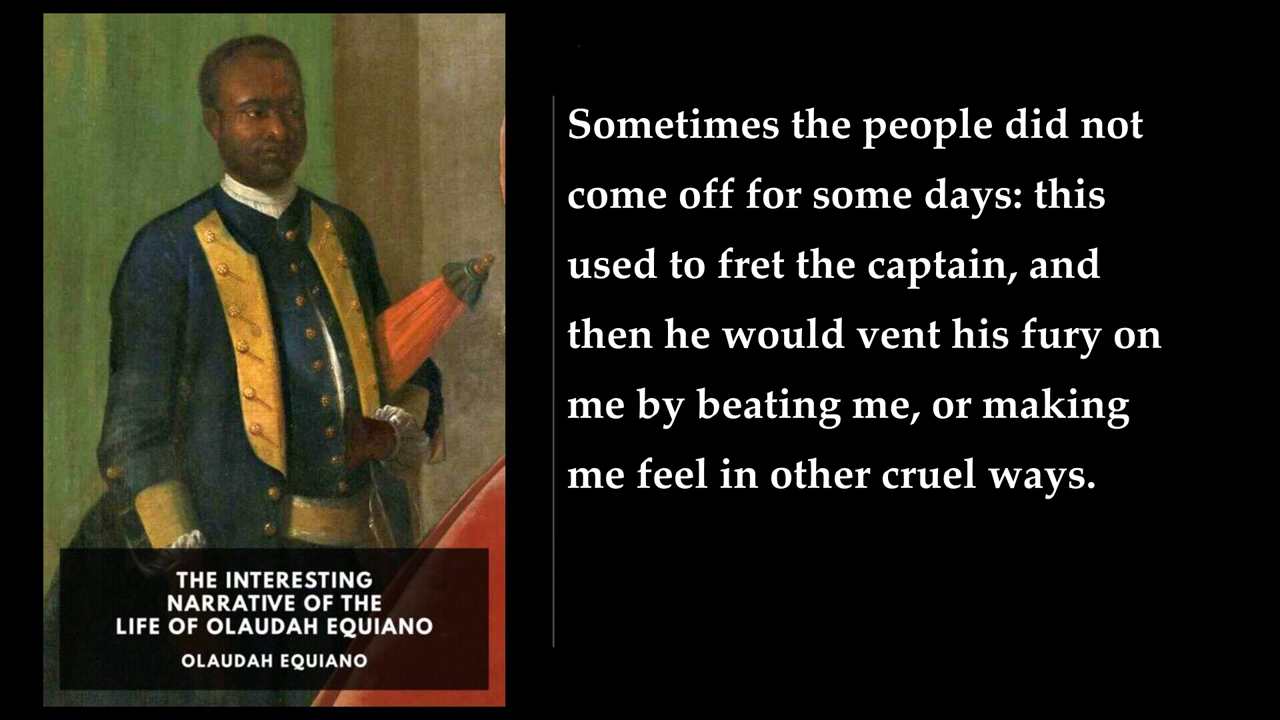 THE INTERESTING
NARRATIVE OF THE
LIFE OF OLAUDAH EQUIANO
OLAUDAH EQUIANO
Sometimes the people did not
come off for some days: this
used to fret the captain, and
then he would vent his fury on
me by beating me, or making
me feel in other cruel ways.